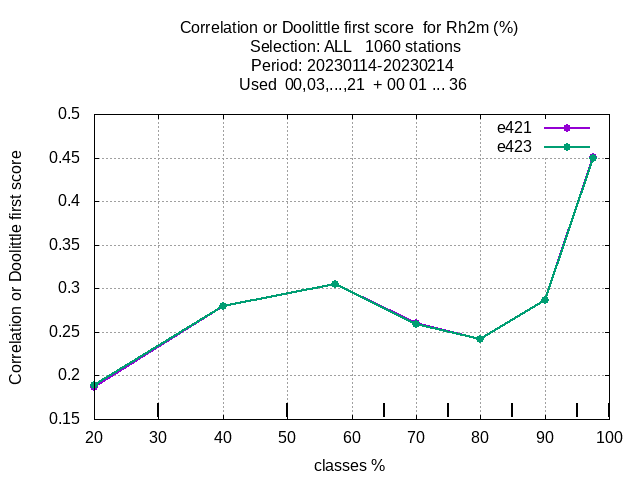 Correlation or Doolittle first score  for Rh2m (%)
Selection: ALL   1060 stations
Period: 20230114-20230214
Used  00,03,...,21  + 00 01 ... 36
e421
e423
0.5
0.45
0.4
0.35
0.3
0.25
0.2
0.15
Correlation or Doolittle first score
20 30 40 50 60 70 80 90 100
classes %